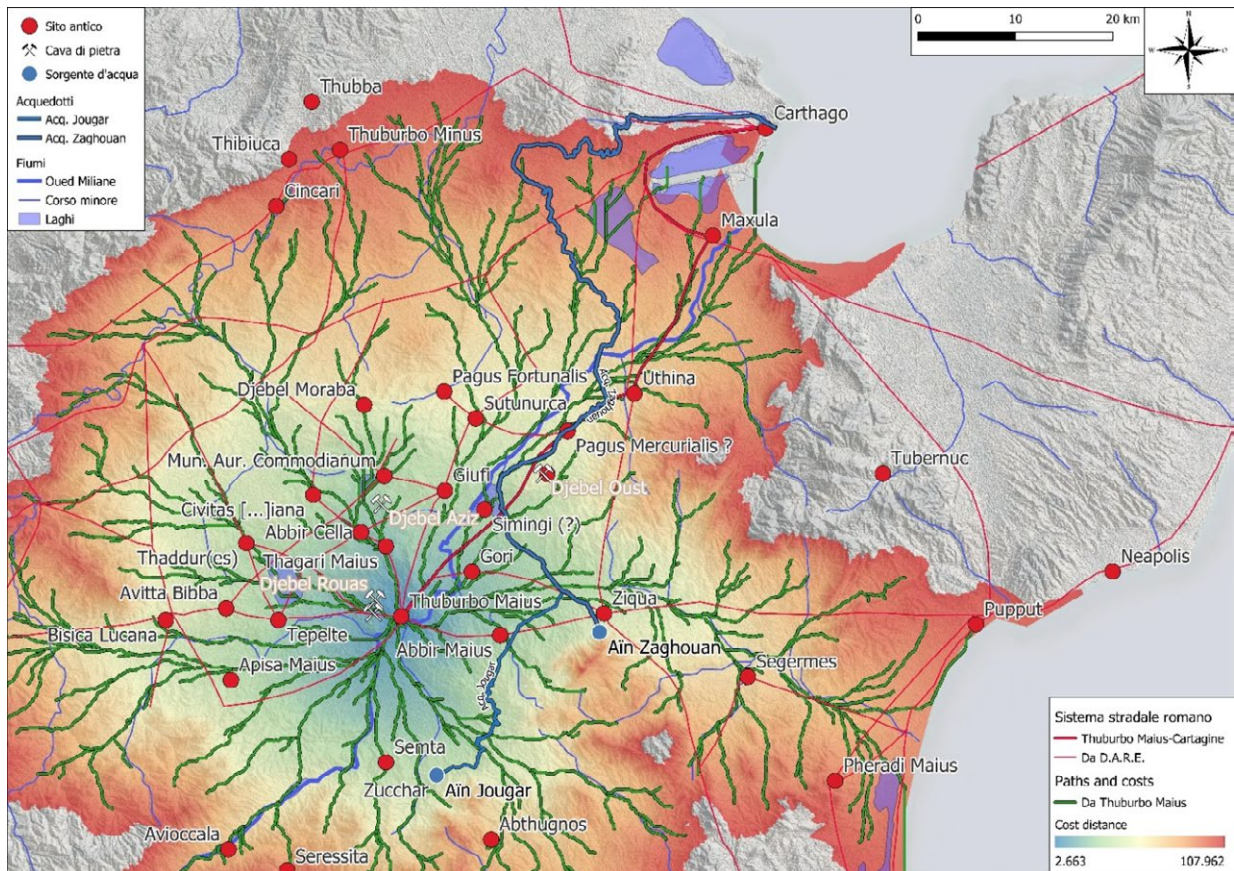 Sito antico
Cava di pietra
Sorgente d'acqua
Acquedotti
Acq. Jougar
Acq. Zaghouan
Fiumi
Oued Miliane
Corso minore
Laghi
0 10 20 km
N
W E
S
Thubba
Carthago
Thuburbo Minus
Thibiuca
Cincari
Maxula
Djebel Moraba
Pagus Fortunalis
Uthina
Sutunurca
Acq. Zaghouan
Pagus Mercurialis ?
Mun. Aur. Commodianum
Giufi
Djebel Oust
Tubernuc
Civitas [...]iana
Djebel Aziz
Simingi (?)
Abbir Cella
Thaddur(es)
Thagari Maius
Gori
Neapolis
Djebel Rouas
Avitta Bibba
Thuburbo Maius
Ziqua
Pupput
Bisica Lucana
Tepelte
Abbir Maius
Aïn Zaghouan
Apisa Maius
Segermes
Acq. Jougar
Semta
Zucchar
Aïn Jougar
Pheradi Maius
Abthugnos
Avioccala
Seressita
Sistema stradale romano
Thuburbo Maius-Cartagine
Da D.A.R.E.
Paths and costs
Da Thuburbo Maius
Cost distance
2.663 107.962